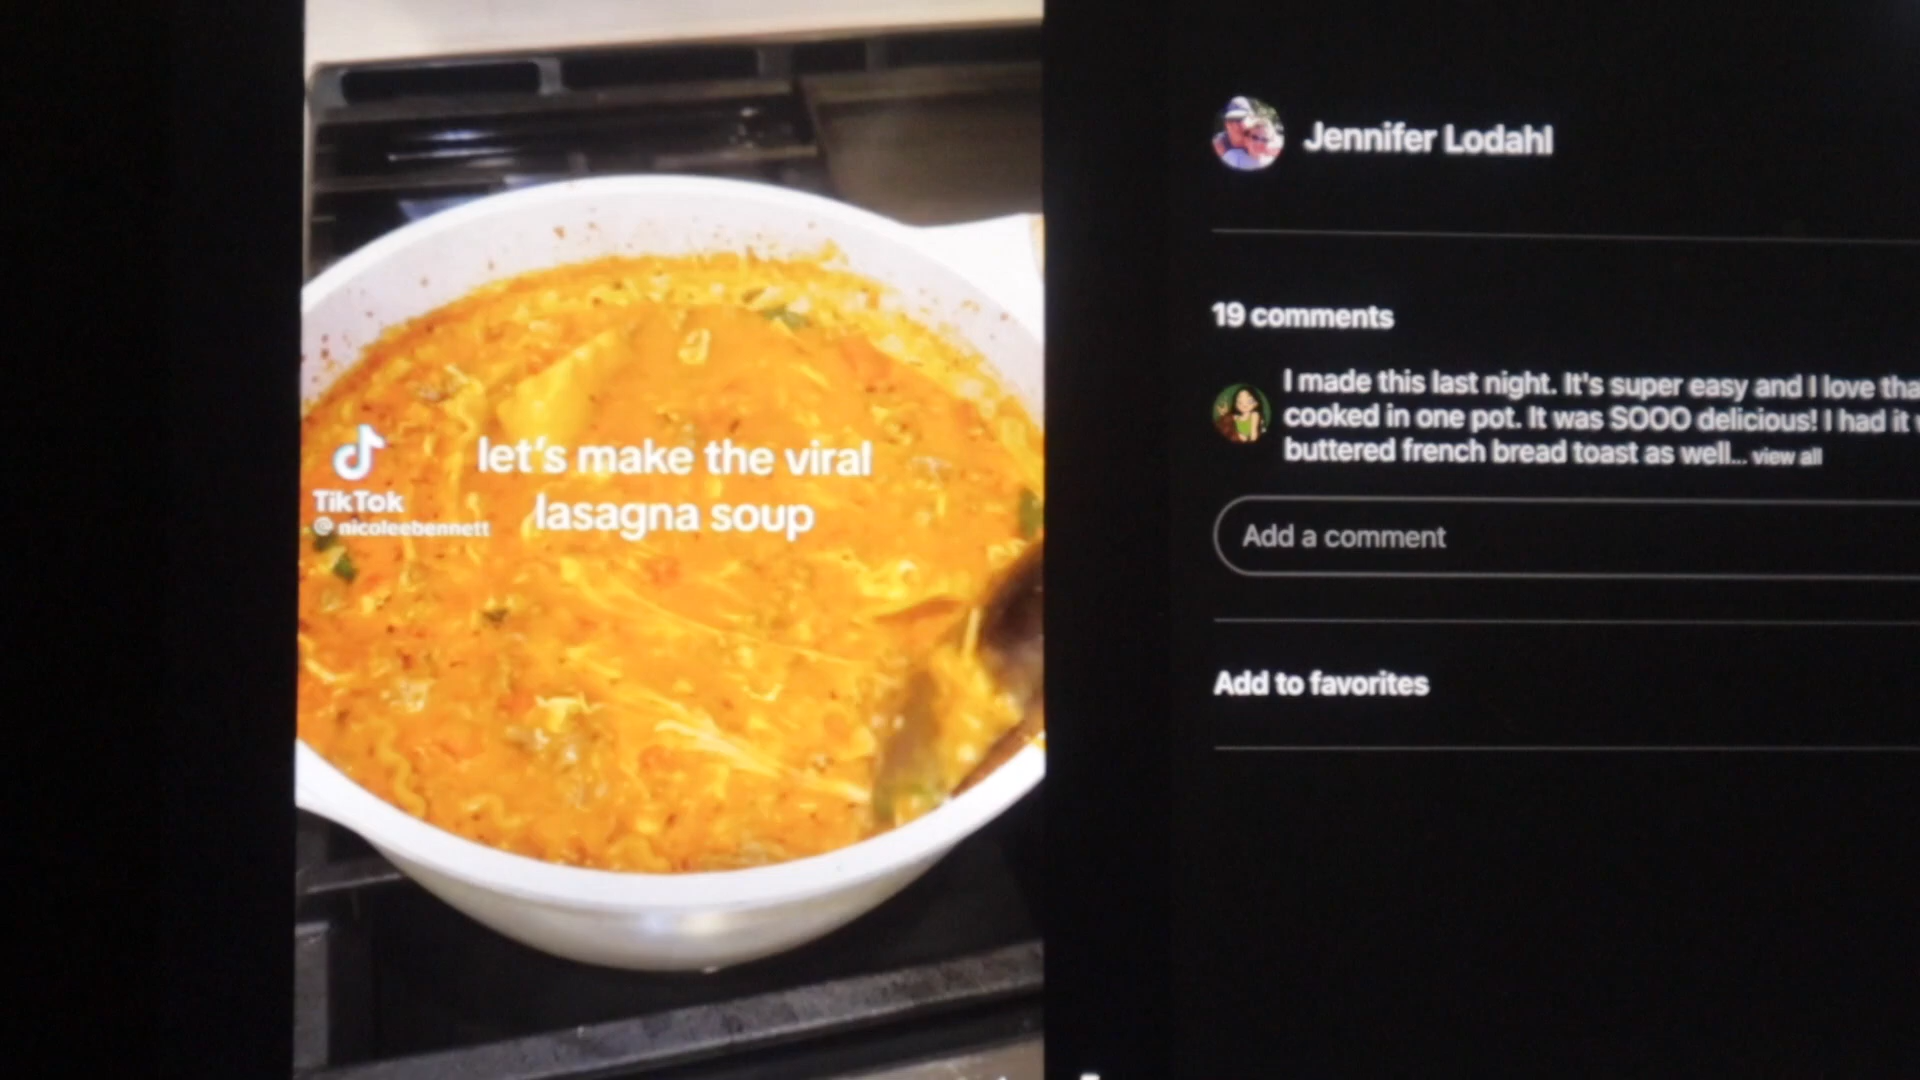 let's make the viral
lasagna soup
TikTok
@nicoleebennett
Jennifer Lodahl
19 comments
I made this last night. It's super easy and I love tha
cooked in one pot. It was SOOO delicious! I had it
buttered french bread toast as well... view all
Add a comment
Add to favorites